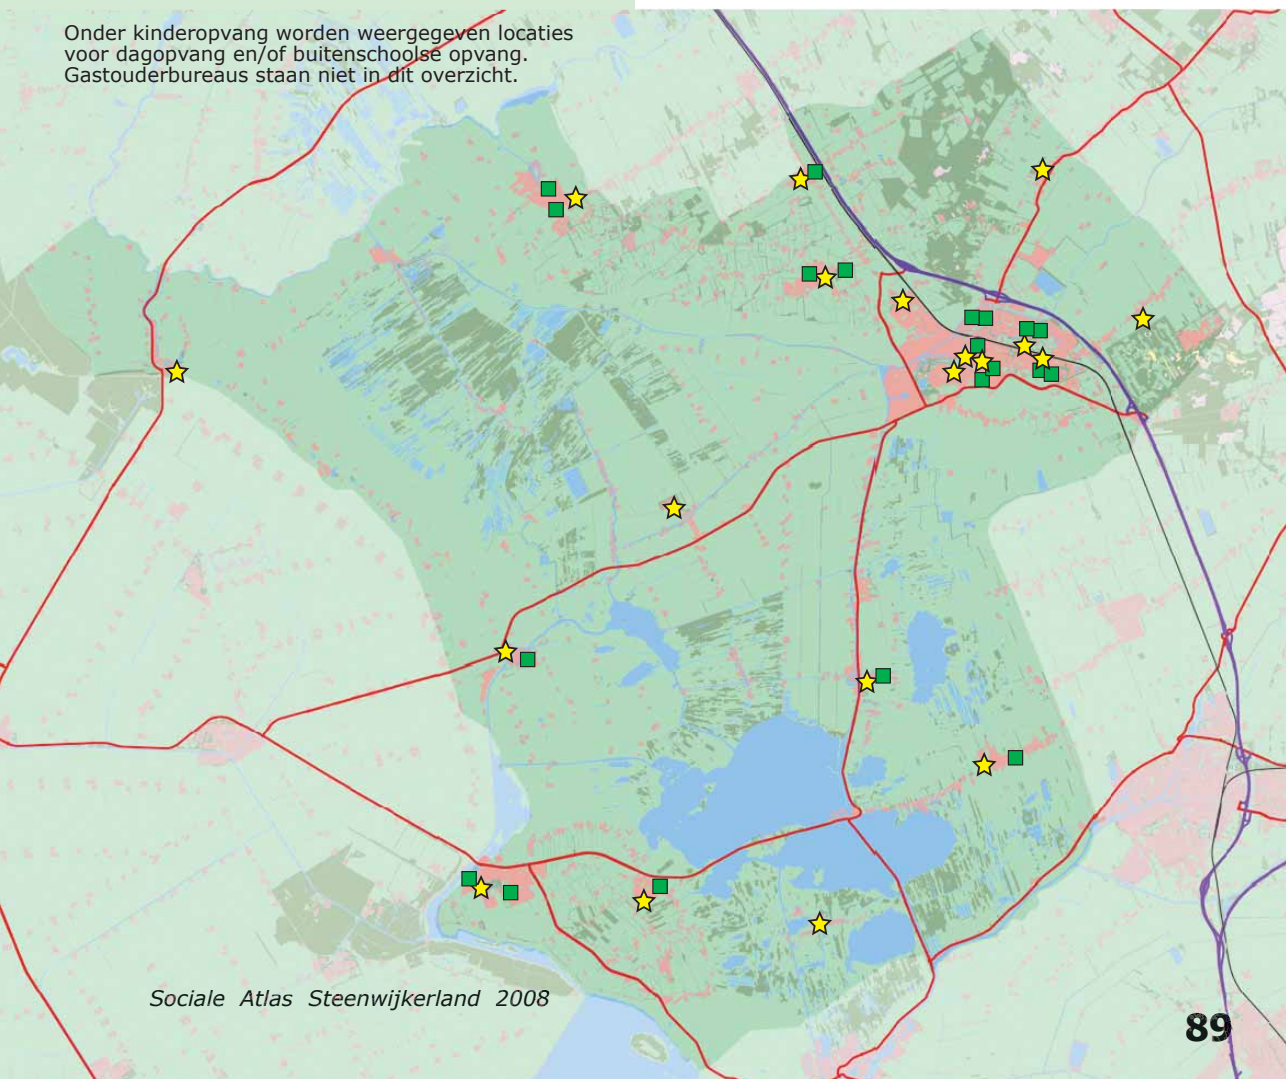 Onder kinderopvang worden weergegeven locaties
voor dagopvang en/of buitenschoolse opvang.
Gastouderbureaus staan niet in dit overzicht.
Sociale Atlas Steenwijkerland 2008
89